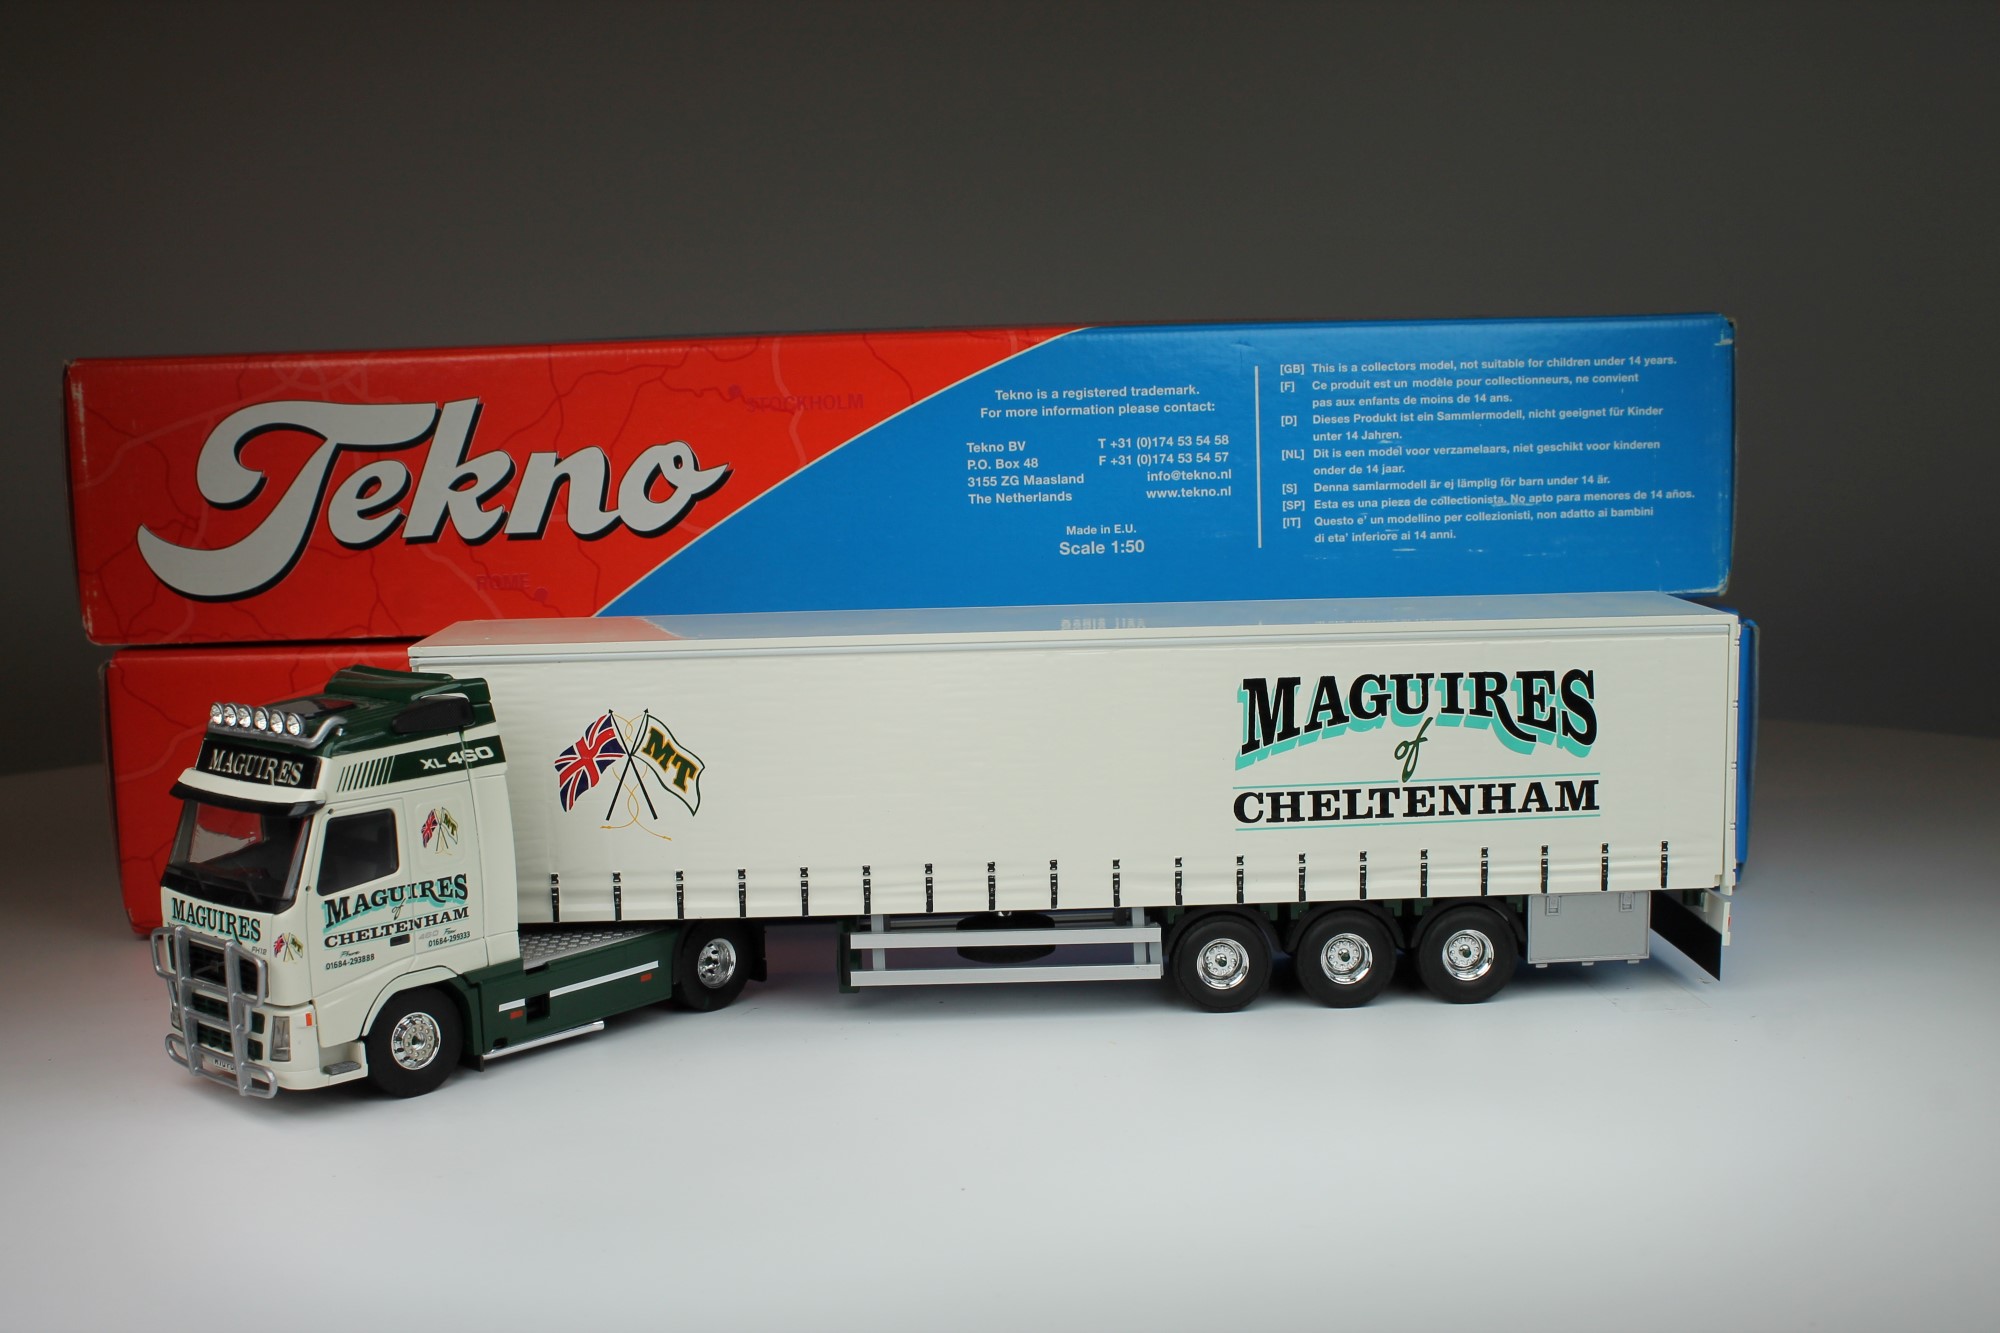 Tekno
STOCKHOLM
ROME
Tekno is a registered trademark.
For more information please contact:
Tekno BV
P.O. Box 48
3155 ZG Maasland
The Netherlands
T +31 (0)174 53 54 58
F +31 (0)174 53 54 57
info@tekno.nl
www.tekno.nl
Made in E.U.
Scale 1:50
[GB] This is a collectors model, not suitable for children under 14 years.
[F] Ce produit est un modèle pour collectionneurs, ne convient
pas aux enfants de moins de 14 ans.
[D] Dieses Produkt ist ein Sammlermodell, nicht geeignet für Kinder
unter 14 Jahren.
[NL] Dit is een model voor verzamelaars, niet geschikt voor kinderen
onder de 14 jaar.
[S] Denna samlarmodell är ej lämplig för barn under 14 år.
[SP] Esta es una pieza de collectionista. No apto para menores de 14 años.
[IT] Questo e' un modellino per collezionisti, non adatto ai bambini
di eta' inferiore ai 14 anni.
MAGUIRES
XL 460
MT
MAGUIRES
of
CHELTENHAM
MT
MAGUIRES
of
CHELTENHAM
460
Phone
01684-293888
Fax
01684-299333
MAGUIRES
FH12
MT